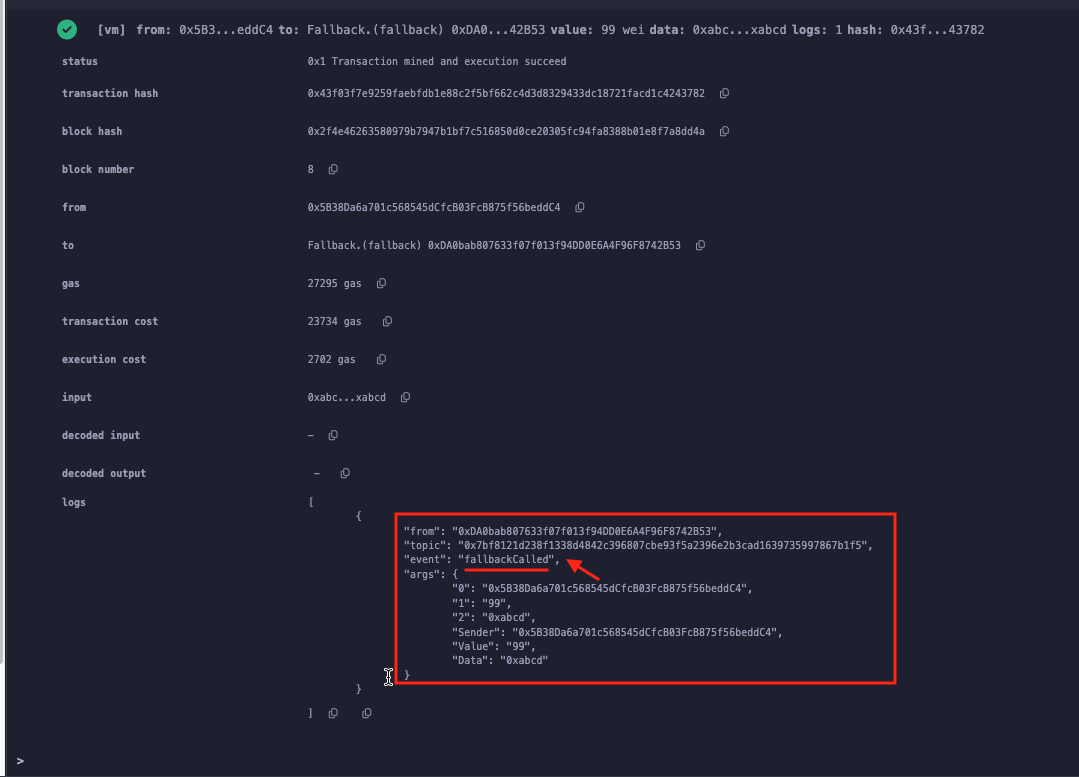 [vm] from: 0x5B3...eddC4 to: Fallback.(fallback) 0xDA0...42B53 value: 99 wei data: 0xabc...xabcd logs: 1 hash: 0x43f...43782
status 0x1 Transaction mined and execution succeed
transaction hash 0x43f03f7e9259faebfdb1e88c2f5bf662c4d3d8329433dc18721facd1c4243782
block hash 0x2f4e46263580979b7947b1bf7c516850d0ce20305fc94fa8388b01e8f7a8dd4a
block number 8
from 0x5B38Da6a701c568545dCfcB03FcB875f56beddC4
to Fallback.(fallback) 0xDA0bab807633f07f013f94DD0E6A4F96F8742B53
gas 27295 gas
transaction cost 23734 gas
execution cost 2702 gas
input 0xabc...xabcd
decoded input –
decoded output –
logs [
{
"from": "0xDA0bab807633f07f013f94DD0E6A4F96F8742B53",
"topic": "0x7bf8121d238f1338d4842c396807cbe93f5a2396e2b3cad1639735997867b1f5",
"event": "fallbackCalled",
"args": {
"0": "0x5B38Da6a701c568545dCfcB03FcB875f56beddC4",
"1": "99",
"2": "0xabcd",
"Sender": "0x5B38Da6a701c568545dCfcB03FcB875f56beddC4",
"Value": "99",
"Data": "0xabcd"
}
}
]
>